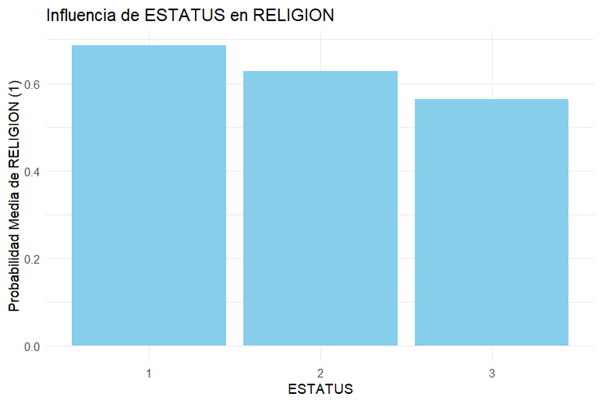 Influencia de ESTATUS en RELIGION
Probabilidad Media de RELIGION (1)
0.6
0.4
0.2
0.0
1 2 3
ESTATUS